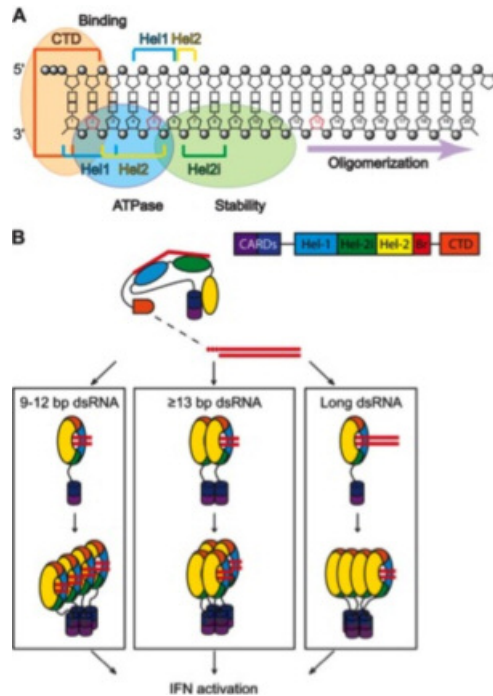 A
Binding
CTD
Hel1
Hel2
5'
3'
Hel1
Hel2
Hel2i
Oligomerization
ATPase
Stability
B
CARDs
Hel-1
Hel-2i
Hel-2
Br
CTD
9-12 bp dsRNA
≥13 bp dsRNA
Long dsRNA
IFN activation